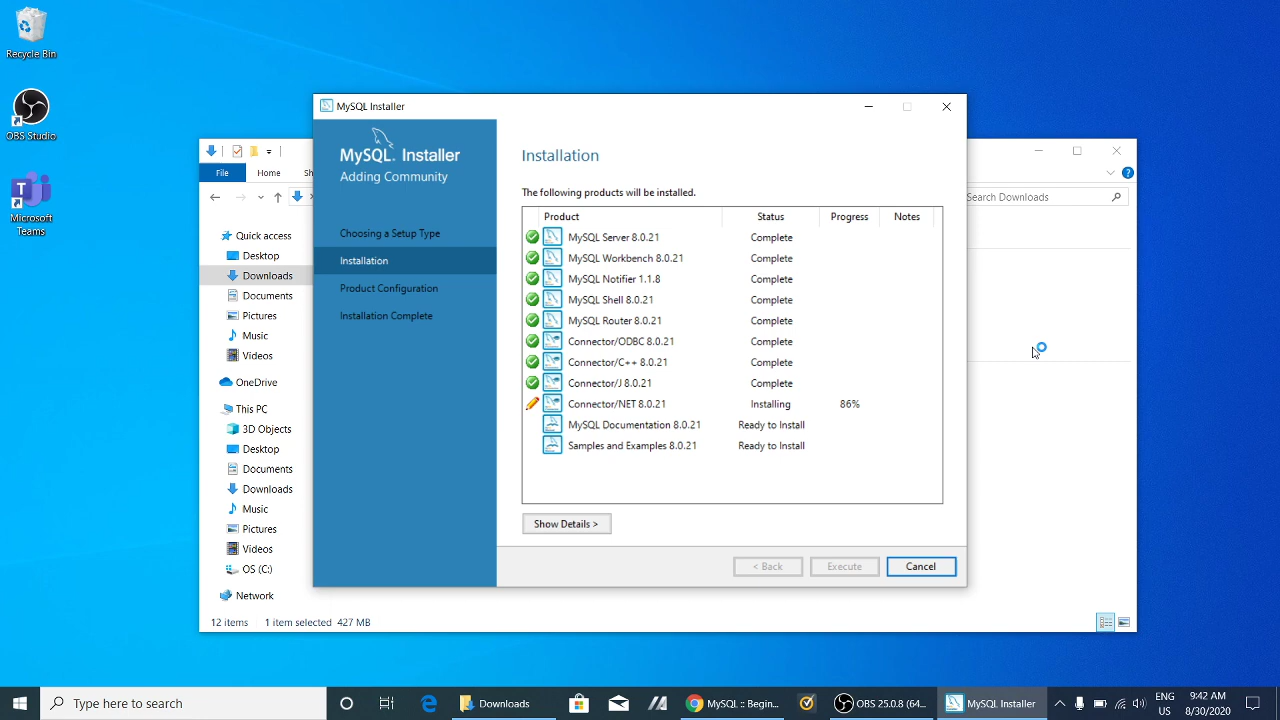 Recycle Bin
OBS Studio
Microsoft
Teams
File
Home
Sh
Search Downloads
Quick access
Desktop
Downloads
Documents
Pictures
Music
Videos
OneDrive
This PC
3D Objects
Desktop
Documents
Downloads
Music
Pictures
Videos
OS (C:)
Network
12 items 1 item selected 427 MB
MySQL Installer
MySQL. Installer
Adding Community
Choosing a Setup Type
Installation
Product Configuration
Installation Complete
Installation
The following products will be installed.
Product Status Progress Notes
MySQL Server 8.0.21 Complete
MySQL Workbench 8.0.21 Complete
MySQL Notifier 1.1.8 Complete
MySQL Shell 8.0.21 Complete
MySQL Router 8.0.21 Complete
Connector/ODBC 8.0.21 Complete
Connector/C++ 8.0.21 Complete
Connector/J 8.0.21 Complete
Connector/NET 8.0.21 Installing 86%
MySQL Documentation 8.0.21 Ready to Install
Samples and Examples 8.0.21 Ready to Install
Show Details >
< Back Execute Cancel
Type here to search
Downloads
MySQL :: Begin...
OBS 25.0.8 (64...
MySQL Installer
ENG
US
9:42 AM
8/30/2020